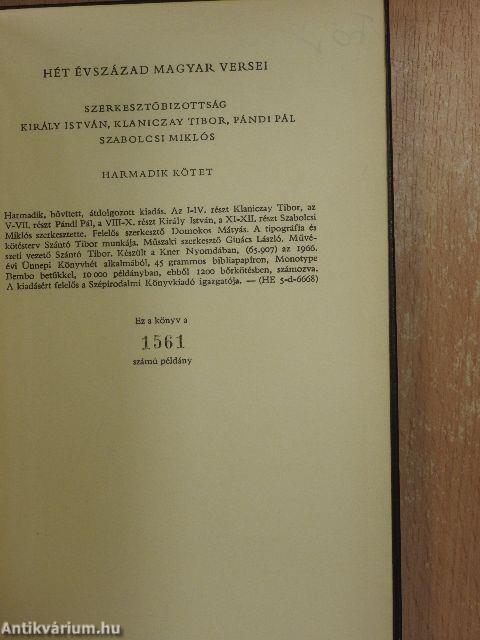 HÉT ÉVSZÁZAD MAGYAR VERSEI
SZERKESZTŐBIZOTTSÁG
KIRÁLY ISTVÁN, KLANICZAY TIBOR, PÁNDI PÁL
SZABOLCSI MIKLÓS
HARMADIK KÖTET
Harmadik, bővített, átdolgozott kiadás. Az I-IV. részt Klaniczay Tibor, az
V-VII. részt Pándi Pál, a VIII-X. részt Király István, a XI-XII. részt Szabolcsi
Miklós szerkesztette. Felelős szerkesztő Domokos Mátyás. A tipográfia és
kötésterv Szántó Tibor munkája. Műszaki szerkesztő Ginács László. Művé-
szeti vezető Szántó Tibor. Készült a Kner Nyomdában, (65.907) az 1966.
évi Ünnepi Könyvhét alkalmából, 45 grammos bibliapapíron, Monotype
Bembo betűkkel, 10 000 példányban, ebből 1200 bőrkötésben, számozva.
A kiadásért felelős a Szépirodalmi Könyvkiadó igazgatója. — (HE 5-d-6668)
Ez a könyv a
1561
számú példány
Antikvárium.hu